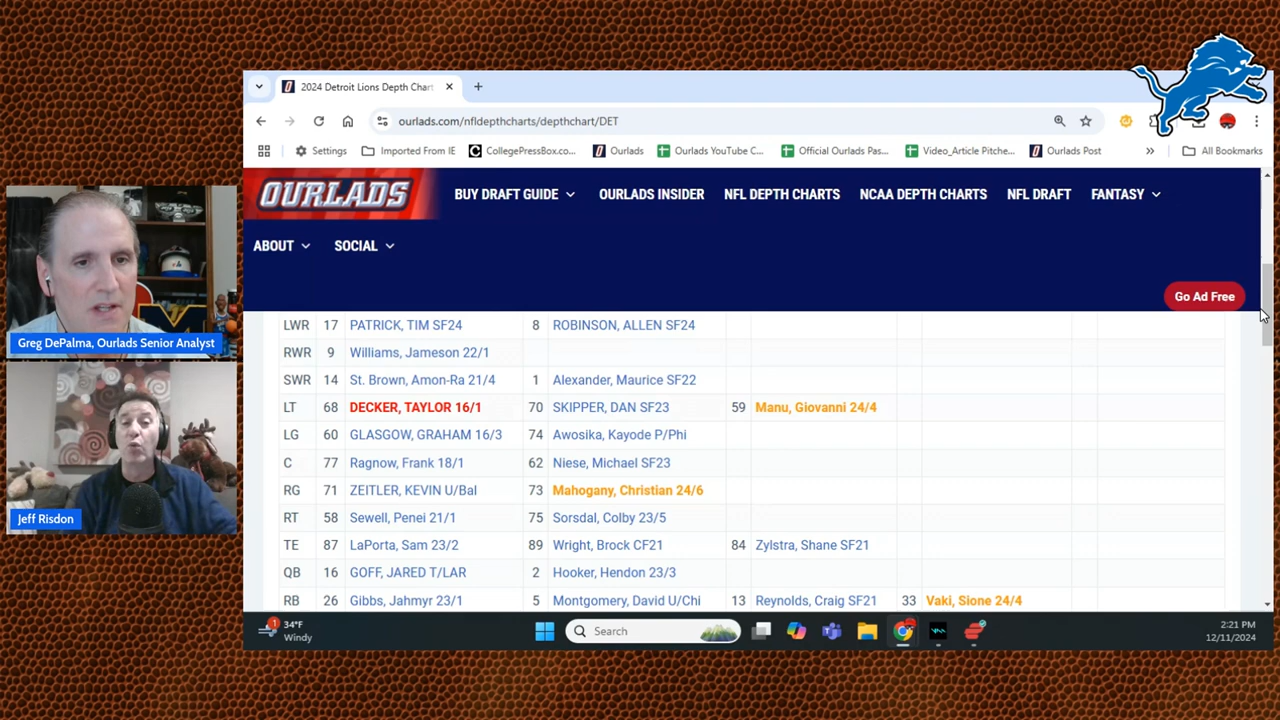 2024 Detroit Lions Depth Chart
ourlads.com/nfldepthcharts/depthchart/DET
Settings Imported From IE CollegePressBox.co... Ourlads Ourlads YouTube C... Official Ourlads Pas... Video_Article Pitche... Ourlads Post » All Bookmarks
OURLADS BUY DRAFT GUIDE OURLADS INSIDER NFL DEPTH CHARTS NCAA DEPTH CHARTS NFL DRAFT FANTASY
ABOUT SOCIAL
Go Ad Free
LWR 17 PATRICK, TIM SF24 8 ROBINSON, ALLEN SF24
RWR 9 Williams, Jameson 22/1
SWR 14 St. Brown, Amon-Ra 21/4 1 Alexander, Maurice SF22
LT 68 DECKER, TAYLOR 16/1 70 SKIPPER, DAN SF23 59 Manu, Giovanni 24/4
LG 60 GLASGOW, GRAHAM 16/3 74 Awosika, Kayode P/Phi
C 77 Ragnow, Frank 18/1 62 Niese, Michael SF23
RG 71 ZEITLER, KEVIN U/Bal 73 Mahogany, Christian 24/6
RT 58 Sewell, Penei 21/1 75 Sorsdal, Colby 23/5
TE 87 LaPorta, Sam 23/2 89 Wright, Brock CF21 84 Zylstra, Shane SF21
QB 16 GOFF, JARED T/LAR 2 Hooker, Hendon 23/3
RB 26 Gibbs, Jahmyr 23/1 5 Montgomery, David U/Chi 13 Reynolds, Craig SF21 33 Vaki, Sione 24/4
Greg DePalma, Ourlads Senior Analyst
Jeff Risdon
1
34°F
Windy
Search
2:21 PM
12/11/2024